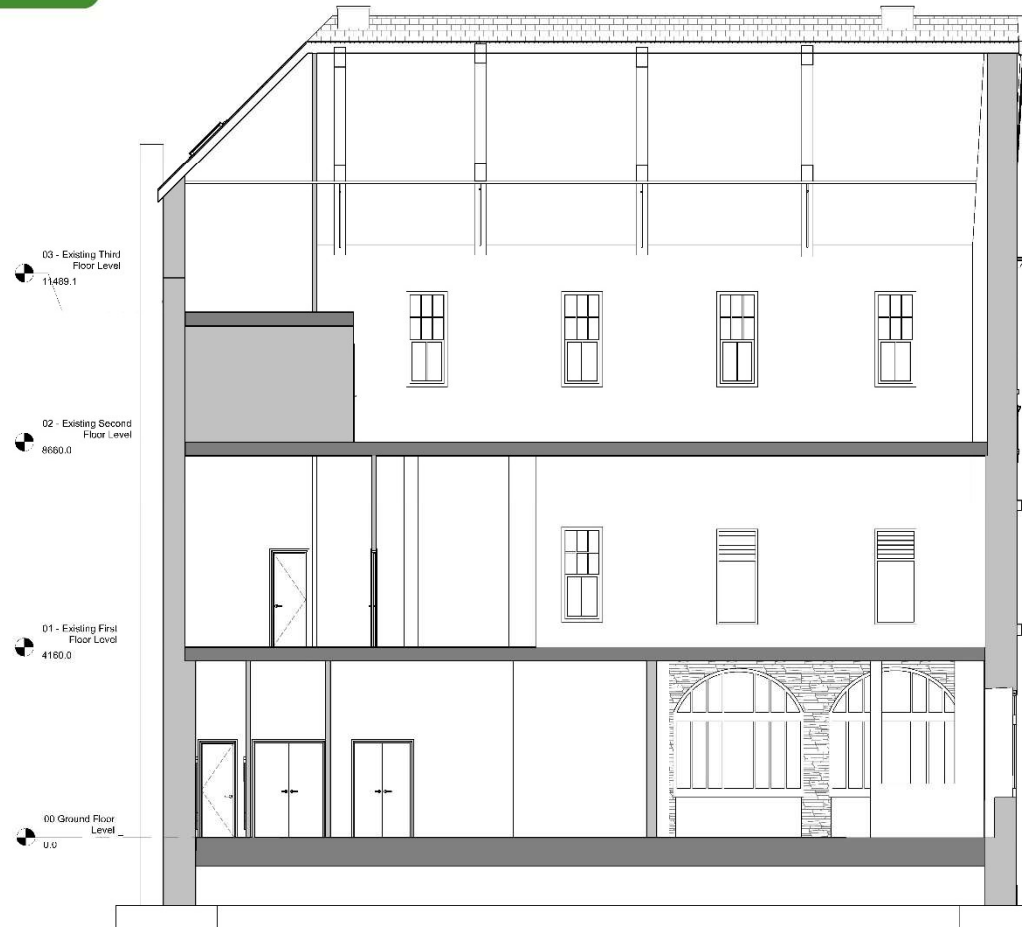 03 - Existing Third
Floor Level
11489.1
02 - Existing Second
Floor Level
8660.0
01 - Existing First
Floor Level
4160.0
00 Ground Floor
Level
0.0